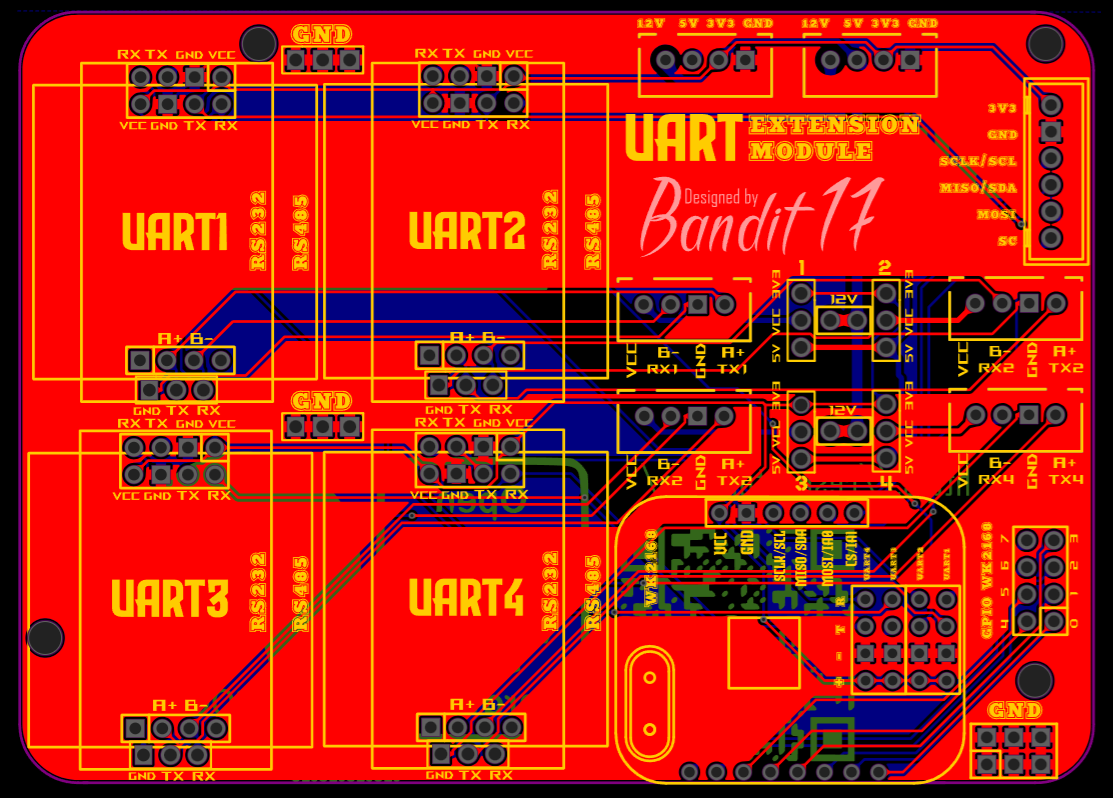 12V 5V 3V3 GND
12V 5V 3V3 GND
GND
RX TX GND VCC
RX TX GND VCC
VCC GND TX RX
VCC GND TX RX
UART EXTENSION
MODULE
Designed by
Bandit 17
3V3
GND
SCLK/SCL
MISO/SDA
MOSI
SC
UART1
RS232
RS485
UART2
RS232
RS485
A+ B-
A+ B-
GND TX RX
GND TX RX
1
2
3V3
VCC
5V
12V
3V3
VCC
5V
VCC
B-
GND
A+
RX1
TX1
VCC
B-
GND
A+
RX2
TX2
3V3
VCC
5V
12V
3V3
VCC
5V
3
4
VCC
B-
GND
A+
RX2
TX2
VCC
B-
GND
A+
RX4
TX4
GND
RX TX GND VCC
RX TX GND VCC
VCC GND TX RX
VCC GND TX RX
UART3
RS232
RS485
UART4
RS232
RS485
A+ B-
A+ B-
GND TX RX
GND TX RX
WK2168
VCC
GND
SCLK/SCL
MISO/SDA
MOSI/IA0
CS/IA1
UART4
UART3
UART2
UART1
R
T
-
+
GPIO WK2168
7
6
5
4
3
2
1
0
GND